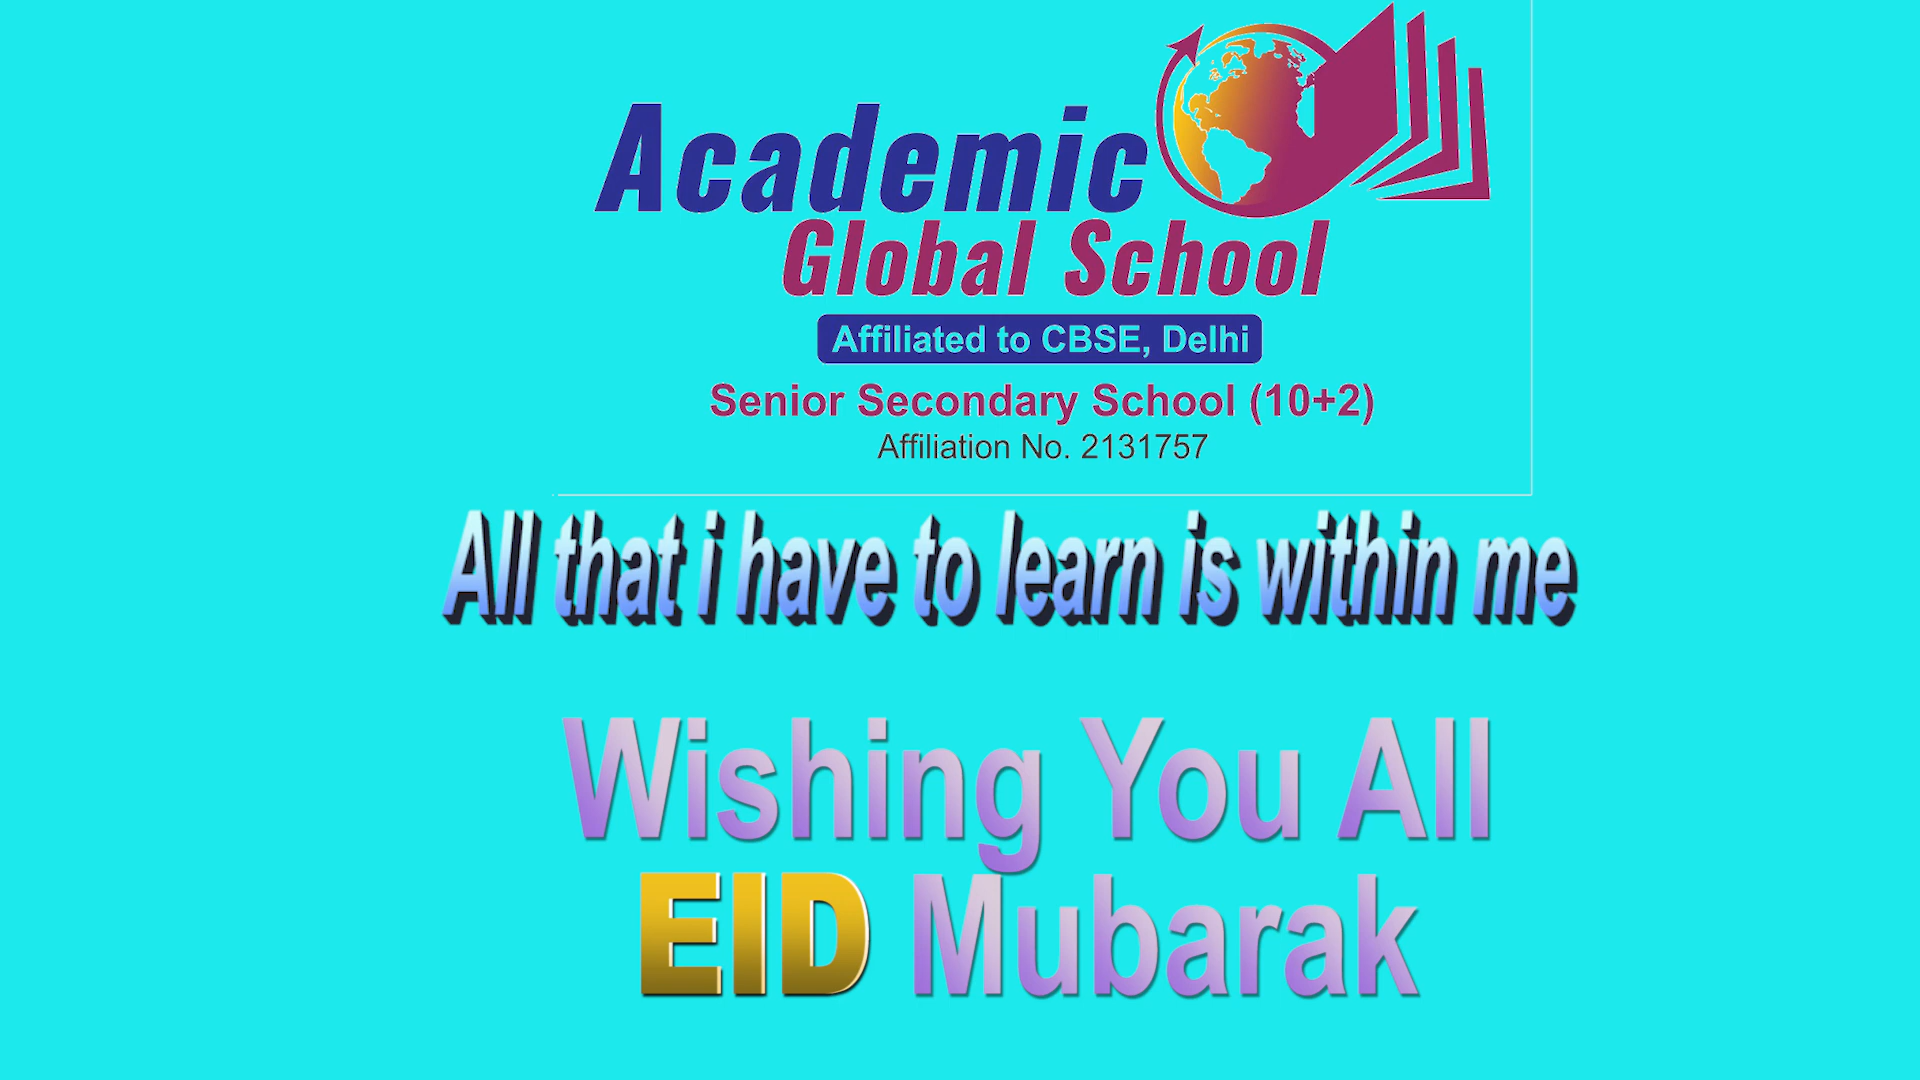 Academic
Global School
Affiliated to CBSE, Delhi
Senior Secondary School (10+2)
Affiliation No. 2131757
All that i have to learn is within me
Wishing You All
EID Mubarak